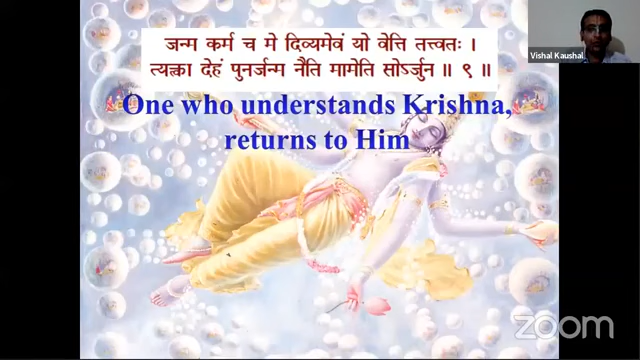 जन्म कर्म च मे दिव्यमेवं यो वेत्ति तत्त्वतः ।
त्यक्त्वा देहं पुनर्जन्म नैति मामेति सोऽर्जुन ॥ ९ ॥
One who understands Krishna,
returns to Him
Vishal Kaushal
zoom